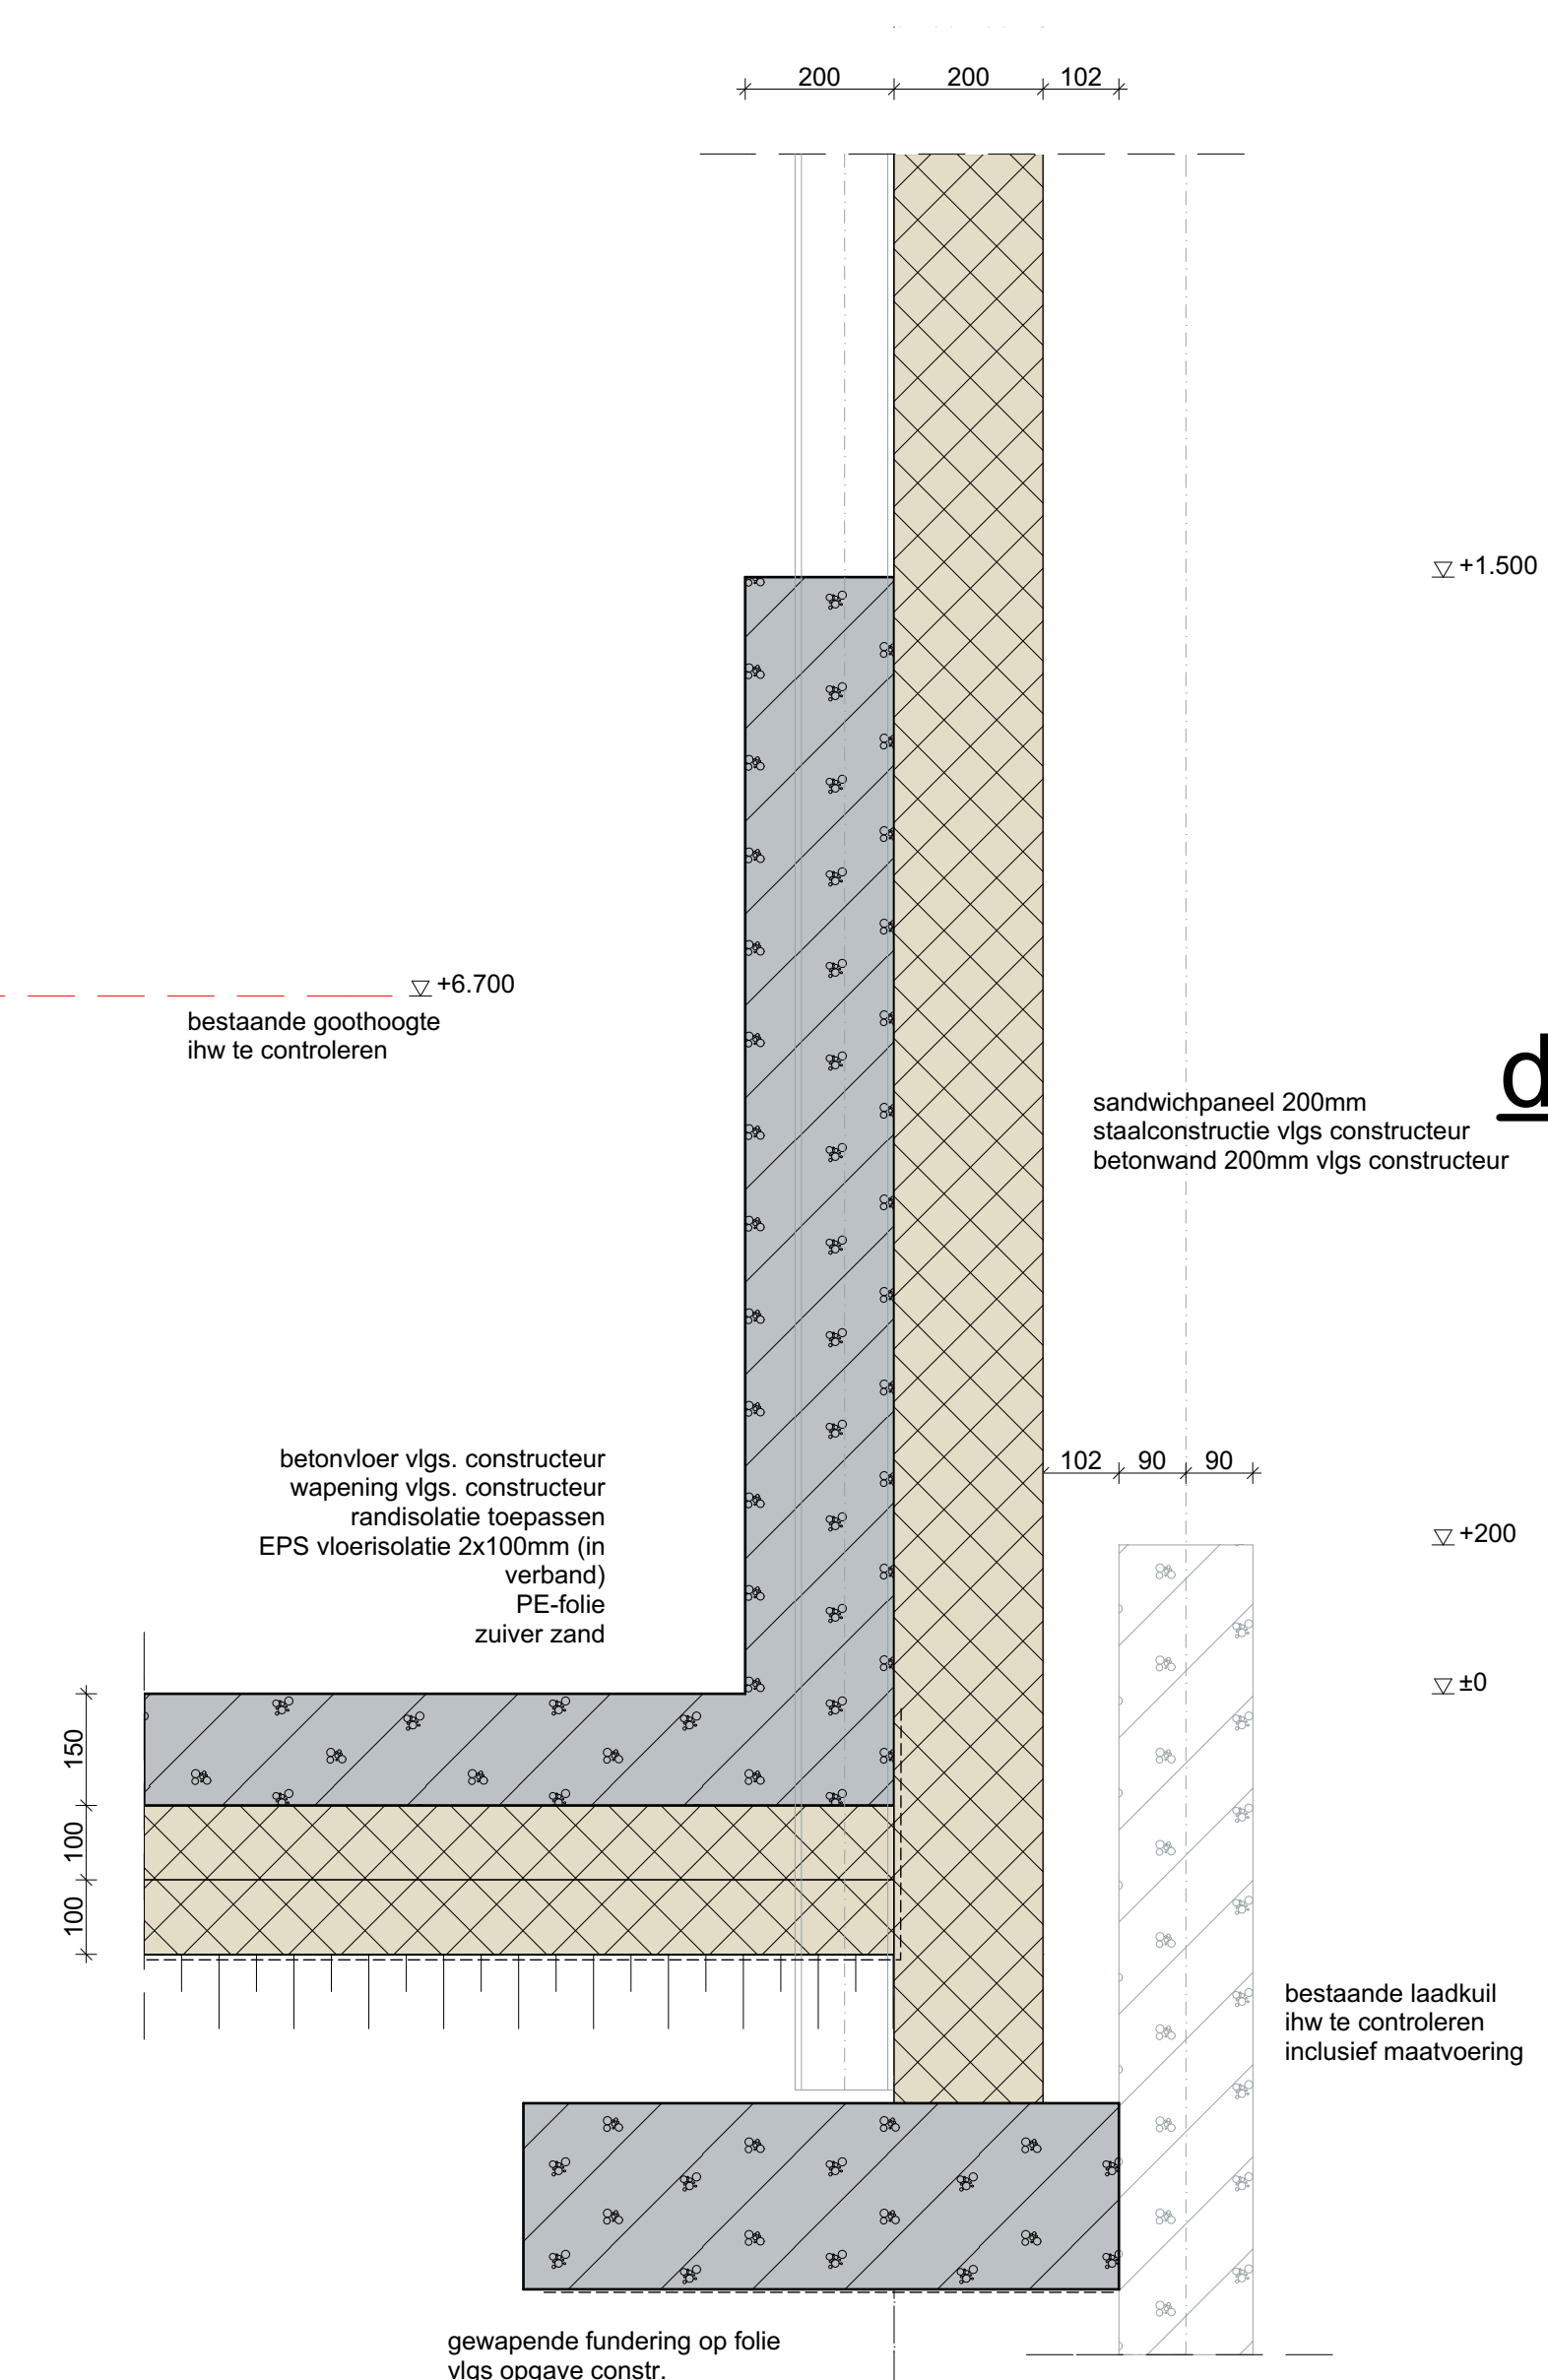 200 200 102
+1.500
+6.700
bestaande goothoogte
ihw te controleren
d
sandwichpaneel 200mm
staalconstructie vlgs constructeur
betonwand 200mm vlgs constructeur
betonvloer vlgs. constructeur
wapening vlgs. constructeur
randisolatie toepassen
EPS vloerisolatie 2x100mm (in
verband)
PE-folie
zuiver zand
102 90 90
+200
±0
150
100
100
bestaande laadkuil
ihw te controleren
inclusief maatvoering
gewapende fundering op folie
vlgs opgave constr.